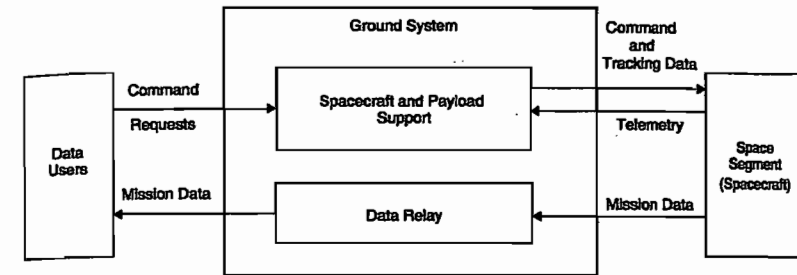 Ground System
Command
and
Tracking Data
Command
Requests
Spacecraft and Payload
Support
Telemetry
Data
Users
Space
Segment
(Spacecraft)
Mission Data
Data Relay
Mission Data